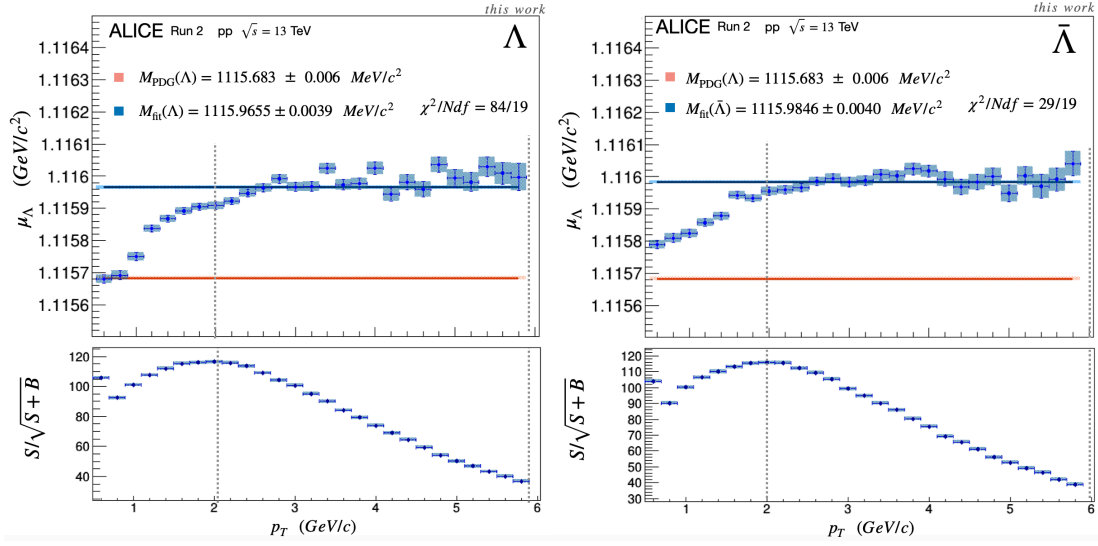 this work
ALICE Run 2 pp √s = 13 TeV
Λ
M_PDG(Λ) = 1115.683 ± 0.006 MeV/c²
M_fit(Λ) = 1115.9655 ± 0.0039 MeV/c²
χ²/Ndf = 84/19
μ_Λ (GeV/c²)
1.1164
1.1163
1.1162
1.1161
1.116
1.1159
1.1158
1.1157
1.1156
S/√S + B
120
100
80
60
40
1 2 3 4 5 6
p_T (GeV/c)
this work
ALICE Run 2 pp √s = 13 TeV
Λ̄
M_PDG(Λ) = 1115.683 ± 0.006 MeV/c²
M_fit(Λ̄) = 1115.9846 ± 0.0040 MeV/c²
χ²/Ndf = 29/19
μ_Λ (GeV/c²)
1.1164
1.1163
1.1162
1.1161
1.116
1.1159
1.1158
1.1157
1.1156
S/√S + B
120
110
100
90
80
70
60
50
40
30
1 2 3 4 5 6
p_T (GeV/c)